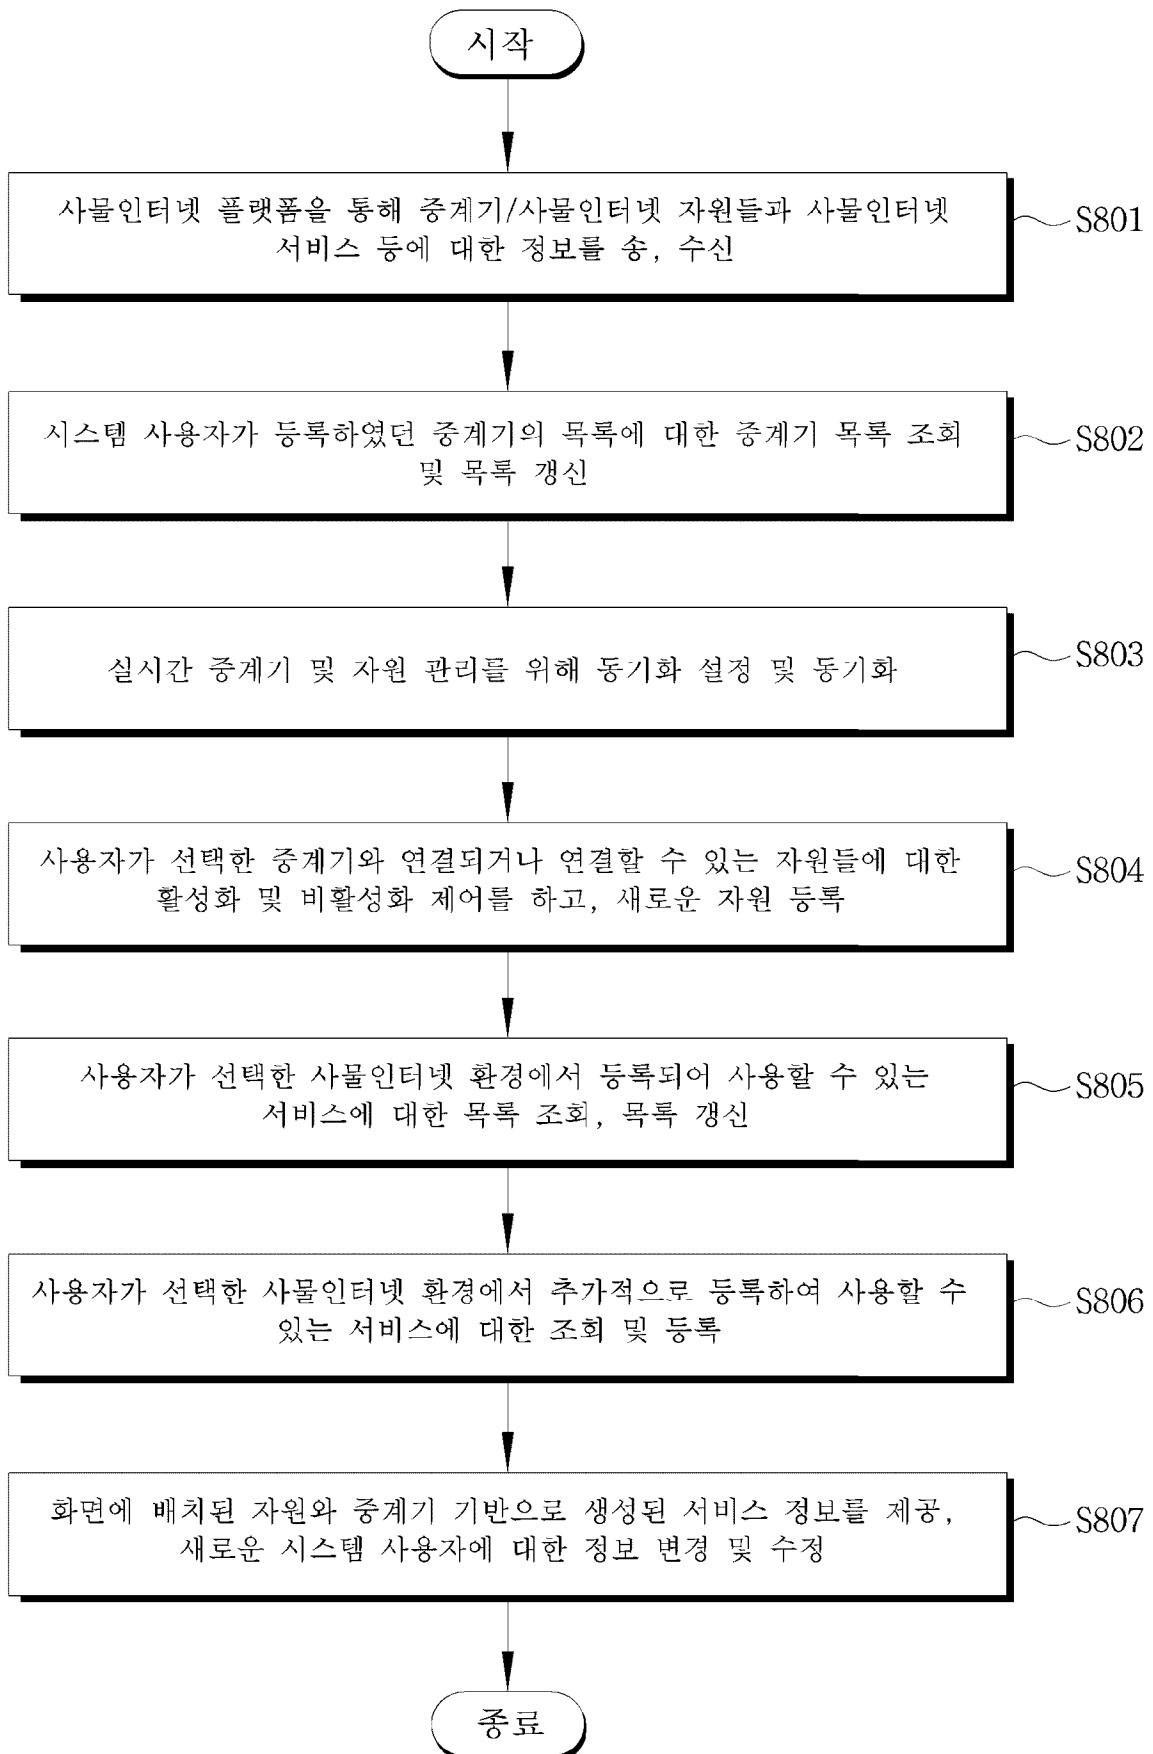 시작
사물인터넷 플랫폼을 통해 중계기/사물인터넷 자원들과 사물인터넷
서비스 등에 대한 정보를 송, 수신
S801
시스템 사용자가 등록하였던 중계기의 목록에 대한 중계기 목록 조회
및 목록 갱신
S802
실시간 중계기 및 자원 관리를 위해 동기화 설정 및 동기화
S803
사용자가 선택한 중계기와 연결되거나 연결할 수 있는 자원들에 대한
활성화 및 비활성화 제어를 하고, 새로운 자원 등록
S804
사용자가 선택한 사물인터넷 환경에서 등록되어 사용할 수 있는
서비스에 대한 목록 조회, 목록 갱신
S805
사용자가 선택한 사물인터넷 환경에서 추가적으로 등록하여 사용할 수
있는 서비스에 대한 조회 및 등록
S806
화면에 배치된 자원와 중계기 기반으로 생성된 서비스 정보를 제공,
새로운 시스템 사용자에 대한 정보 변경 및 수정
S807
종료